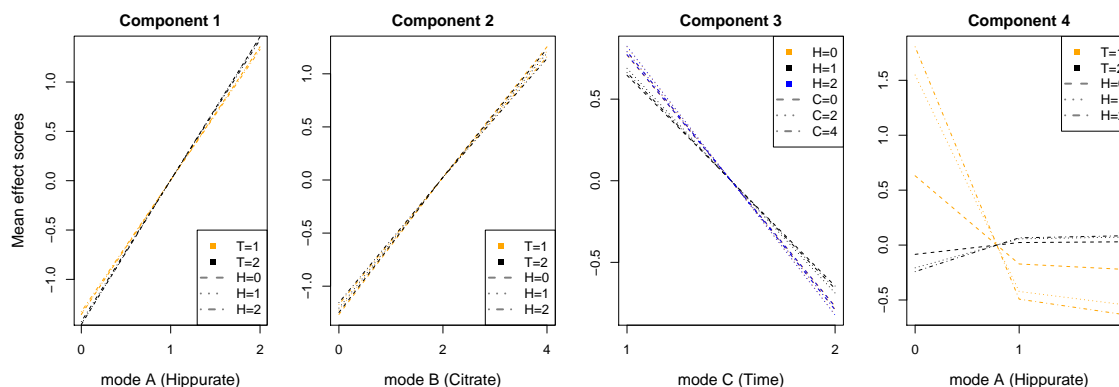 Component 1
Component 2
Component 3
Component 4
Mean effect scores
1.0
0.5
0.0
−0.5
−1.0
T=1
T=2
H=0
H=1
H=2
0
1
2
mode A (Hippurate)
1.0
0.5
0.0
−0.5
−1.0
T=1
T=2
H=0
H=1
H=2
0
1
2
3
4
mode B (Citrate)
0.5
0.0
−0.5
H=0
H=1
H=2
C=0
C=2
C=4
1
2
mode C (Time)
1.5
1.0
0.5
0.0
−0.5
T=1
T=2
0
1
mode A (Hippurate)